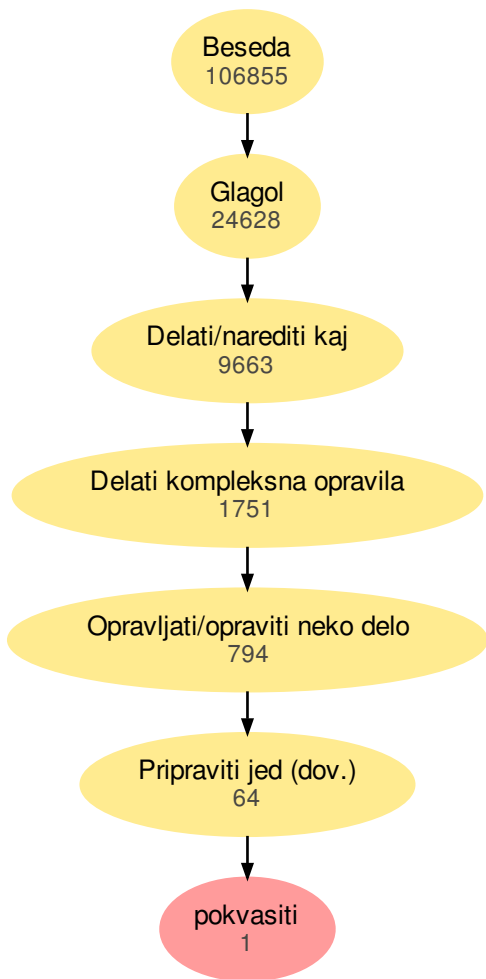 Beseda
106855
Glagol
24628
Delati/narediti kaj
9663
Delati kompleksna opravila
1751
Opravljati/opraviti neko delo
794
Pripraviti jed (dov.)
64
pokvasiti
1